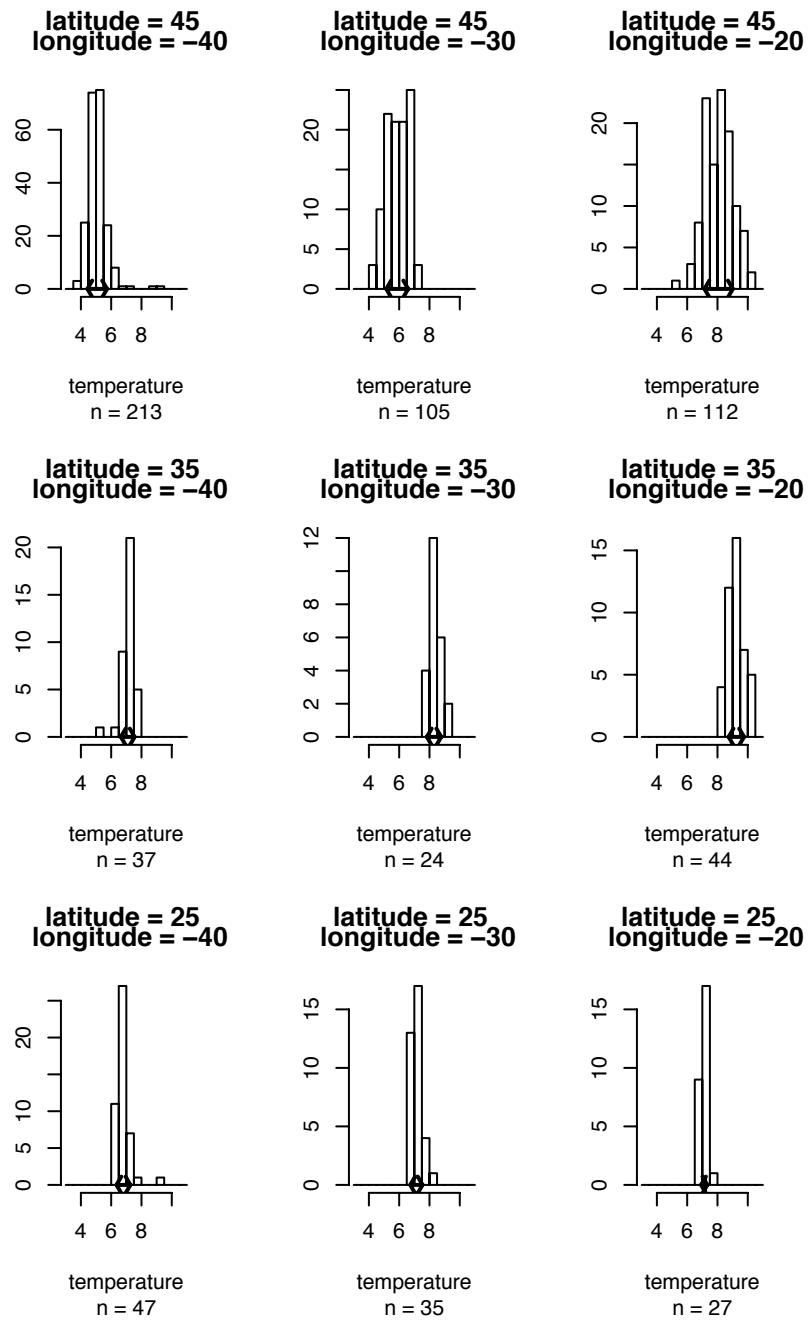 latitude = 45
longitude = −40
latitude = 45
longitude = −30
latitude = 45
longitude = −20
0 20 40 60
4 6 8
temperature
n = 213
0 5 10 20
4 6 8
temperature
n = 105
0 5 10 20
4 6 8
temperature
n = 112
latitude = 35
longitude = −40
latitude = 35
longitude = −30
latitude = 35
longitude = −20
0 5 10 15 20
4 6 8
temperature
n = 37
0 2 4 6 8 10 12
4 6 8
temperature
n = 24
0 5 10 15
4 6 8
temperature
n = 44
latitude = 25
longitude = −40
latitude = 25
longitude = −30
latitude = 25
longitude = −20
0 5 10 20
4 6 8
temperature
n = 47
0 5 10 15
4 6 8
temperature
n = 35
0 5 10 15
4 6 8
temperature
n = 27